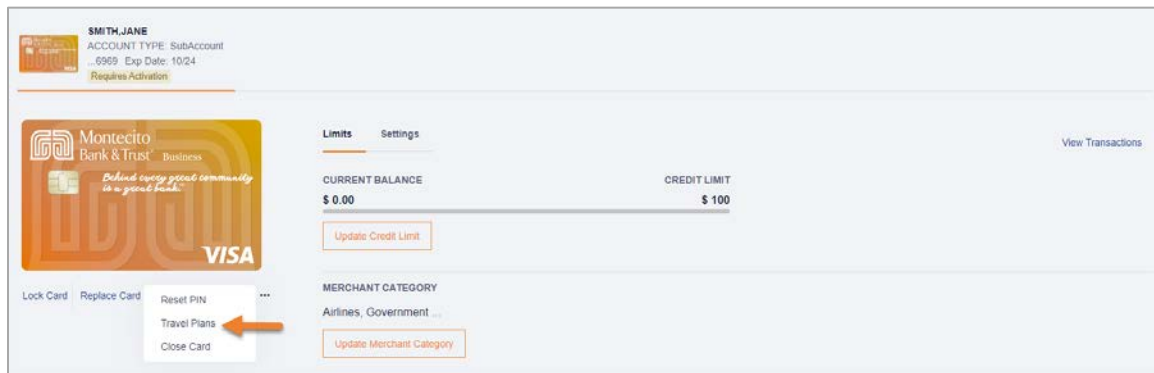 SMITH,JANE
ACCOUNT TYPE: SubAccount
...6969 Exp Date: 10/24
Requires Activation
Montecito
Bank & Trust Business
Behind every great community
is a great bank.
VISA
Lock Card Replace Card ...
Reset PIN
Travel Plans
Close Card
Limits Settings
View Transactions
CURRENT BALANCE CREDIT LIMIT
$ 0.00 $ 100
Update Credit Limit
MERCHANT CATEGORY
Airlines, Government ...
Update Merchant Category